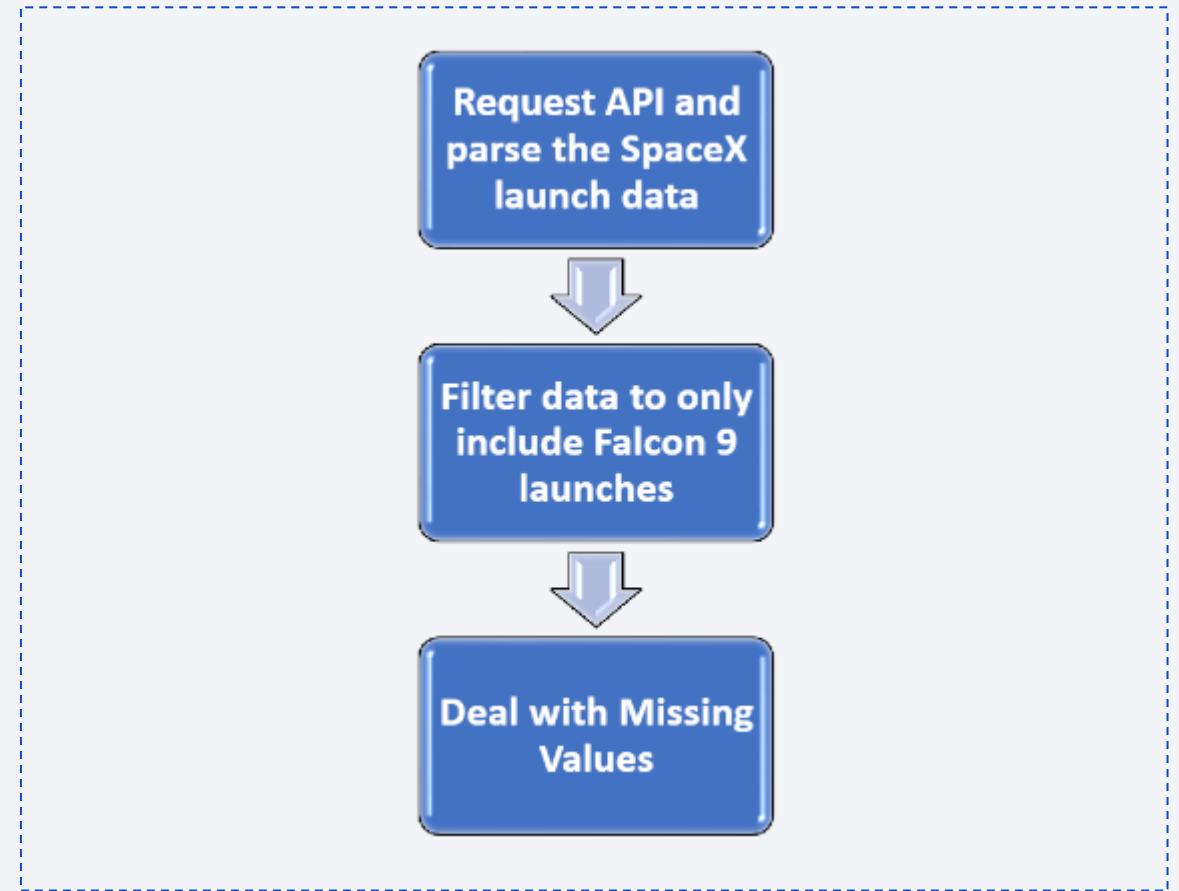 Request API and
parse the SpaceX
launch data
Filter data to only
include Falcon 9
launches
Deal with Missing
Values